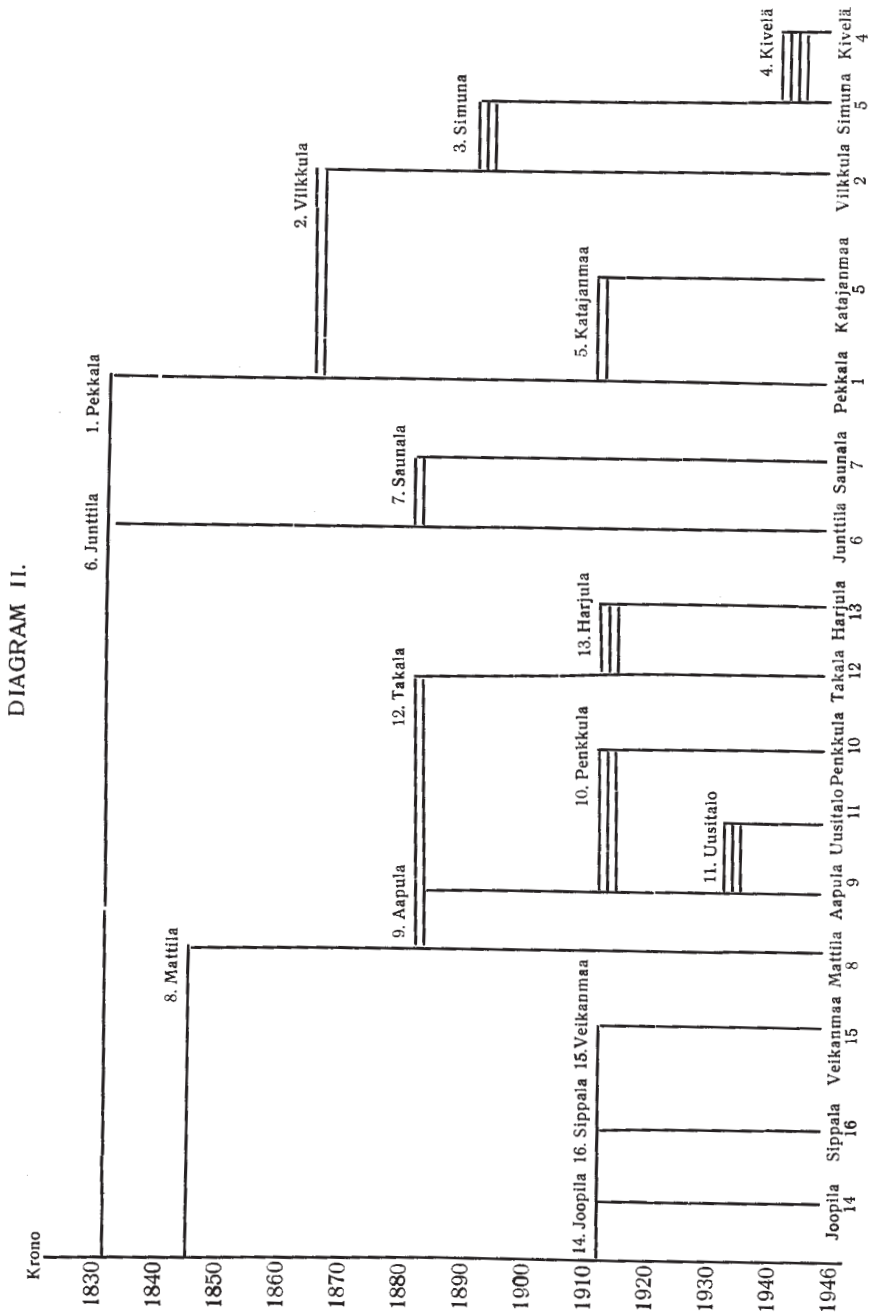 DIAGRAM II.
Krono
1830
1840
1850
1860
1870
1880
1890
1900
1910
1920
1930
1940
1946
6. Junttila
1. Pekkala
8. Mattila
2. Vilkkula
9. Aapula
12. Takala
7. Saunala
3. Simuna
14. Joopila 16. Sippala 15. Veikanmaa
10. Penkkula
13. Harjula
5. Katajanmaa
11. Uusitalo
4. Kivelä
Joopila Sippala Veikanmaa Mattila Aapula Uusitalo Penkkula Takala Harjula Junttila Saunala Pekkala Katajanmaa Vilkkula Simuna Kivelä
14 16 15 8 9 11 10 12 13 6 7 1 5 2 5 4